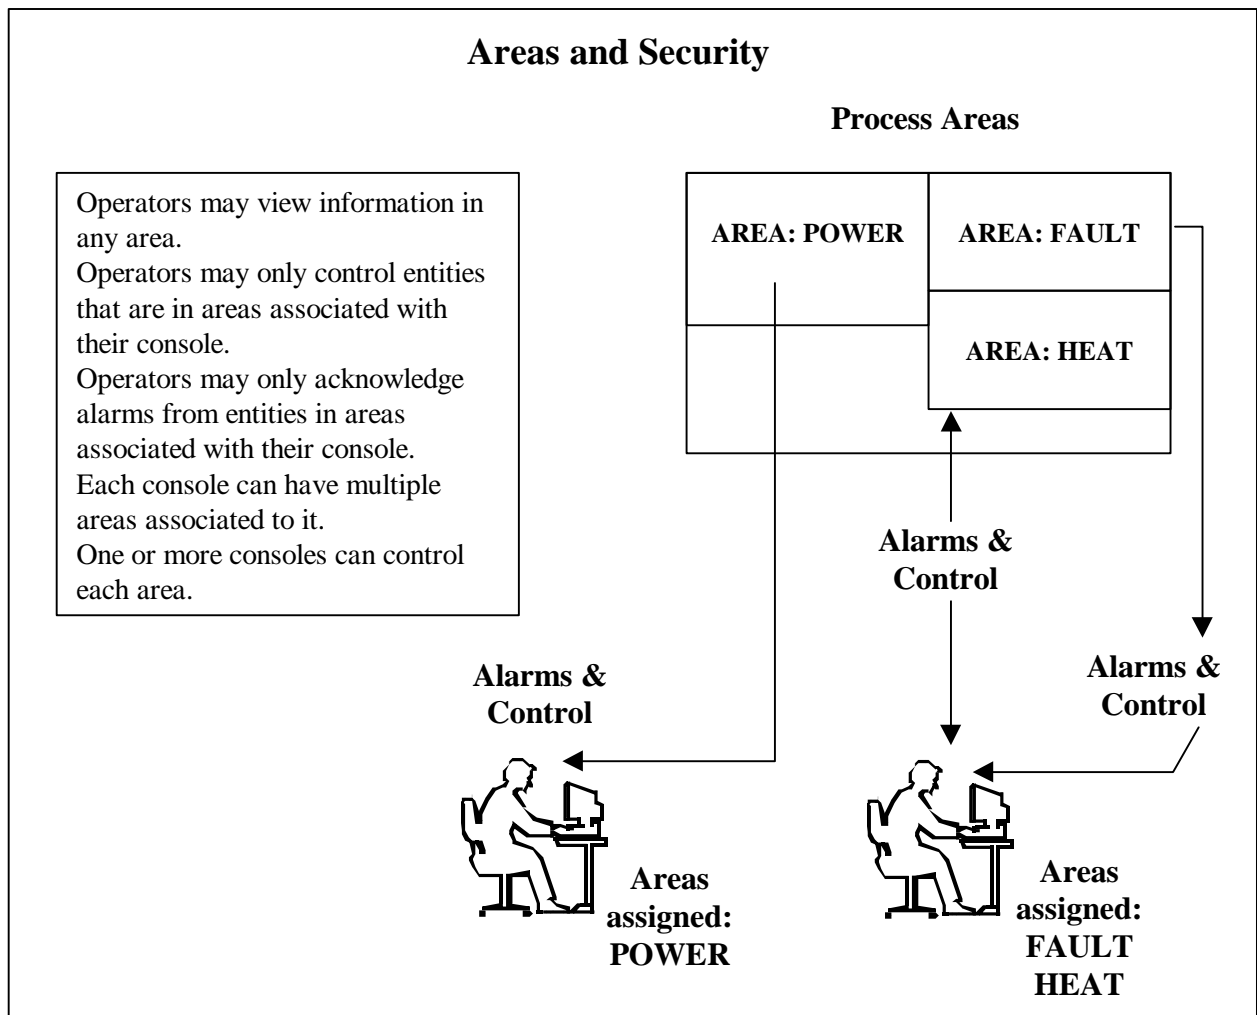 Areas and Security
Process Areas
Operators may view information in
any area.
Operators may only control entities
that are in areas associated with
their console.
Operators may only acknowledge
alarms from entities in areas
associated with their console.
Each console can have multiple
areas associated to it.
One or more consoles can control
each area.
AREA: POWER
AREA: FAULT
AREA: HEAT
Alarms &
Control
Alarms &
Control
Alarms &
Control
Areas
assigned:
POWER
Areas
assigned:
FAULT
HEAT